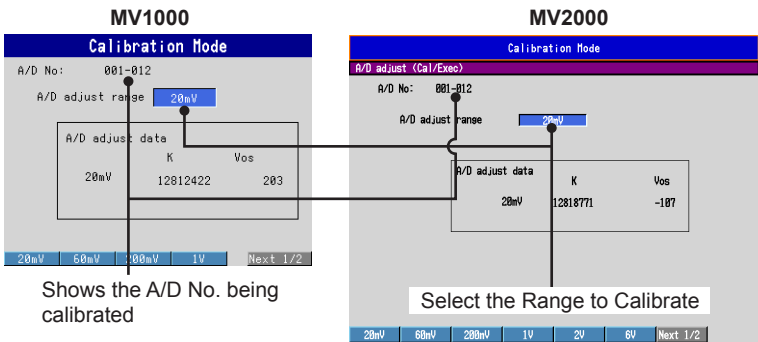 MV1000
Calibration Mode
A/D No: 001-012
A/D adjust range 20mV
A/D adjust data
K Vos
20mV 12812422 203
20mV 60mV 200mV 1V Next 1/2
Shows the A/D No. being
calibrated
MV2000
Calibration Mode
A/D adjust (Cal/Exec)
A/D No: 001-012
A/D adjust range 20mV
A/D adjust data
K Vos
20mV 12818771 -107
Select the Range to Calibrate
20mV 60mV 200mV 1V 2V 6V Next 1/2